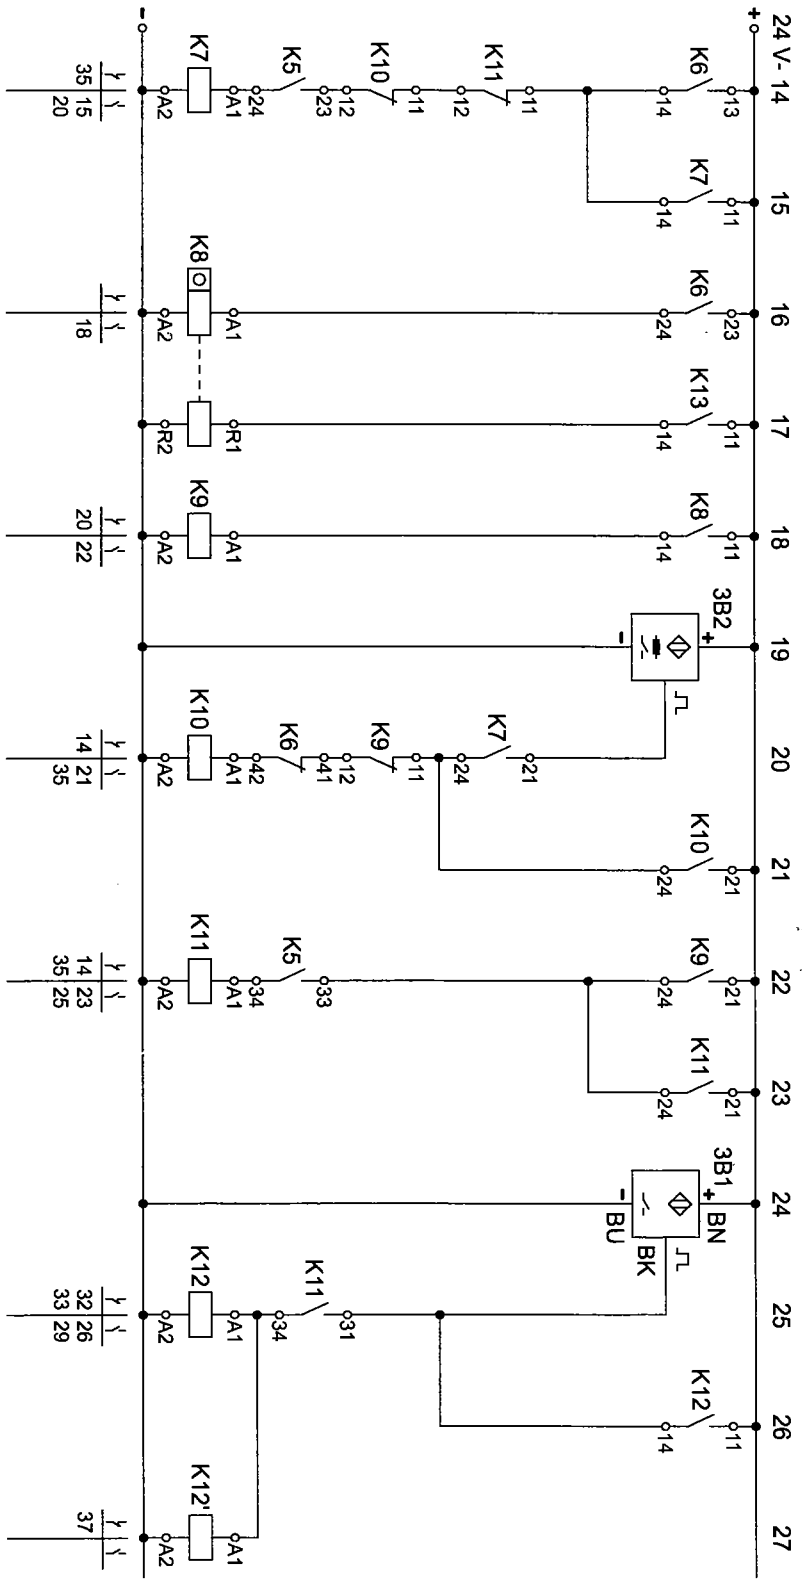 24 V- 14 15 16 17 18 19 20 21 22 23 24 25 26 27
+
K6
13
14
K11
11
12
K10
11
12
K5
23
24
K7
A1
A2
-
35 15
20
K7
11
14
K6
23
24
K8
A1
A2
18
K13
11
14
R1
R2
K8
11
14
K9
A1
A2
20 22
3B2
+
-
K7
21
24
K9
11
12
K6
41
42
K10
A1
A2
14 21
35
K10
21
24
K9
21
24
K5
33
34
K11
A1
A2
14 23
35 25
K11
21
24
3B1
+ BN
BK
- BU
K11
31
34
K12
A1
A2
32 26
33 29
K12
11
14
K12'
A1
A2
37